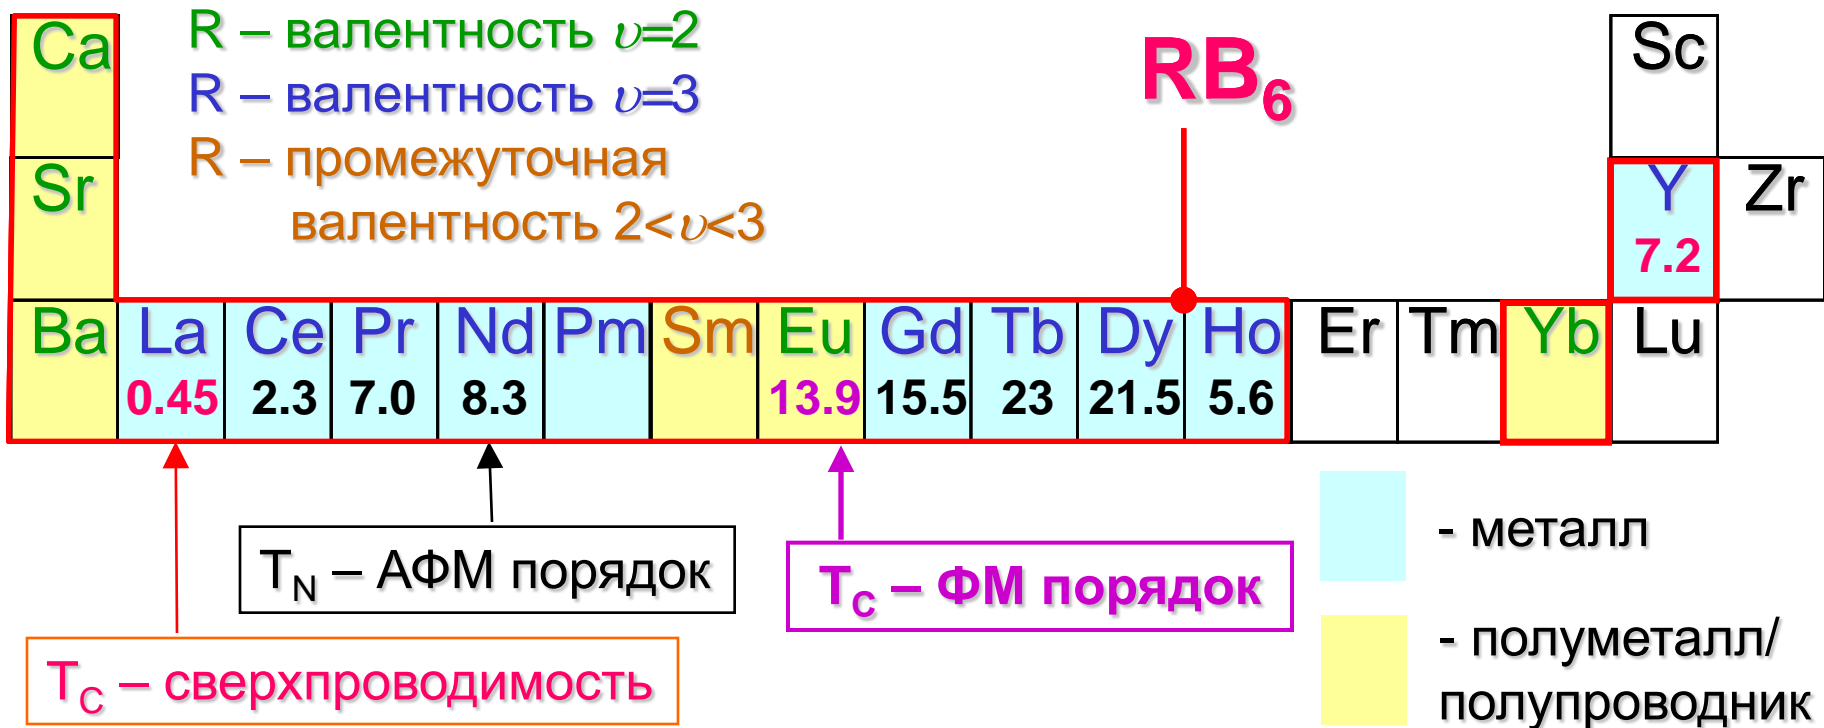 R – валентность υ=2
R – валентность υ=3
R – промежуточная
валентность 2<υ<3
RB6
Ca
Sc
Sr
Y
Zr
7.2
Ba La Ce Pr Nd Pm Sm Eu Gd Tb Dy Ho Er Tm Yb Lu
0.45 2.3 7.0 8.3 13.9 15.5 23 21.5 5.6
TN – АФМ порядок
TC – ФМ порядок
TC – сверхпроводимость
- металл
- полуметалл/
полупроводник